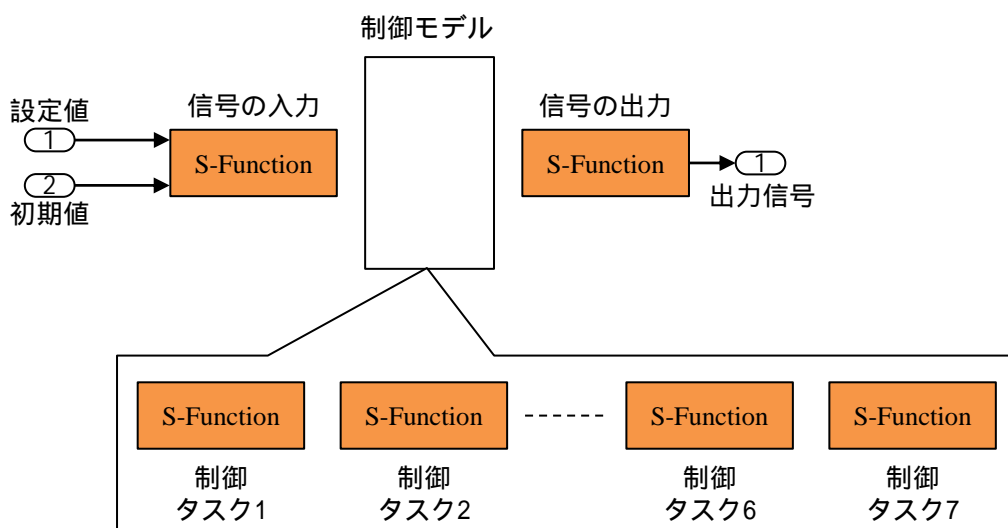 制御モデル
設定値
信号の入力
信号の出力
1
S-Function
S-Function
1
2
初期値
出力信号
S-Function
S-Function
S-Function
S-Function
制御
タスク1
制御
タスク2
制御
タスク6
制御
タスク7